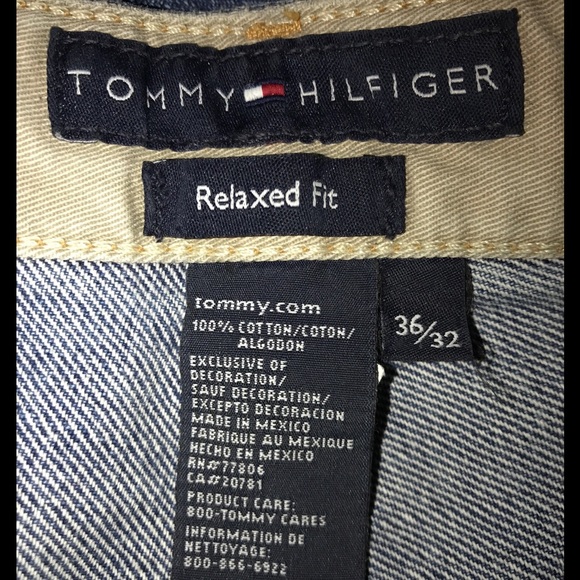 TOMMY HILFIGER
Relaxed Fit
tommy.com
100% COTTON/COTON/
ALGODON
EXCLUSIVE OF
DECORATION/
SAUF DECORATION/
EXCEPTO DECORACION
MADE IN MEXICO
FABRIQUE AU MEXIQUE
HECHO EN MEXICO
RN#77806
CA#20781
PRODUCT CARE:
800-TOMMY CARES
INFORMATION DE
NETTOYAGE:
800-866-6922
36/32